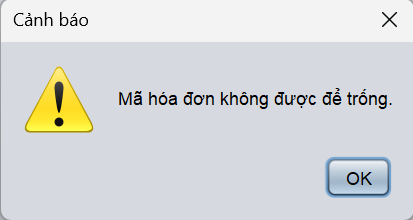 Cảnh báo
Mã hóa đơn không được để trống.
OK